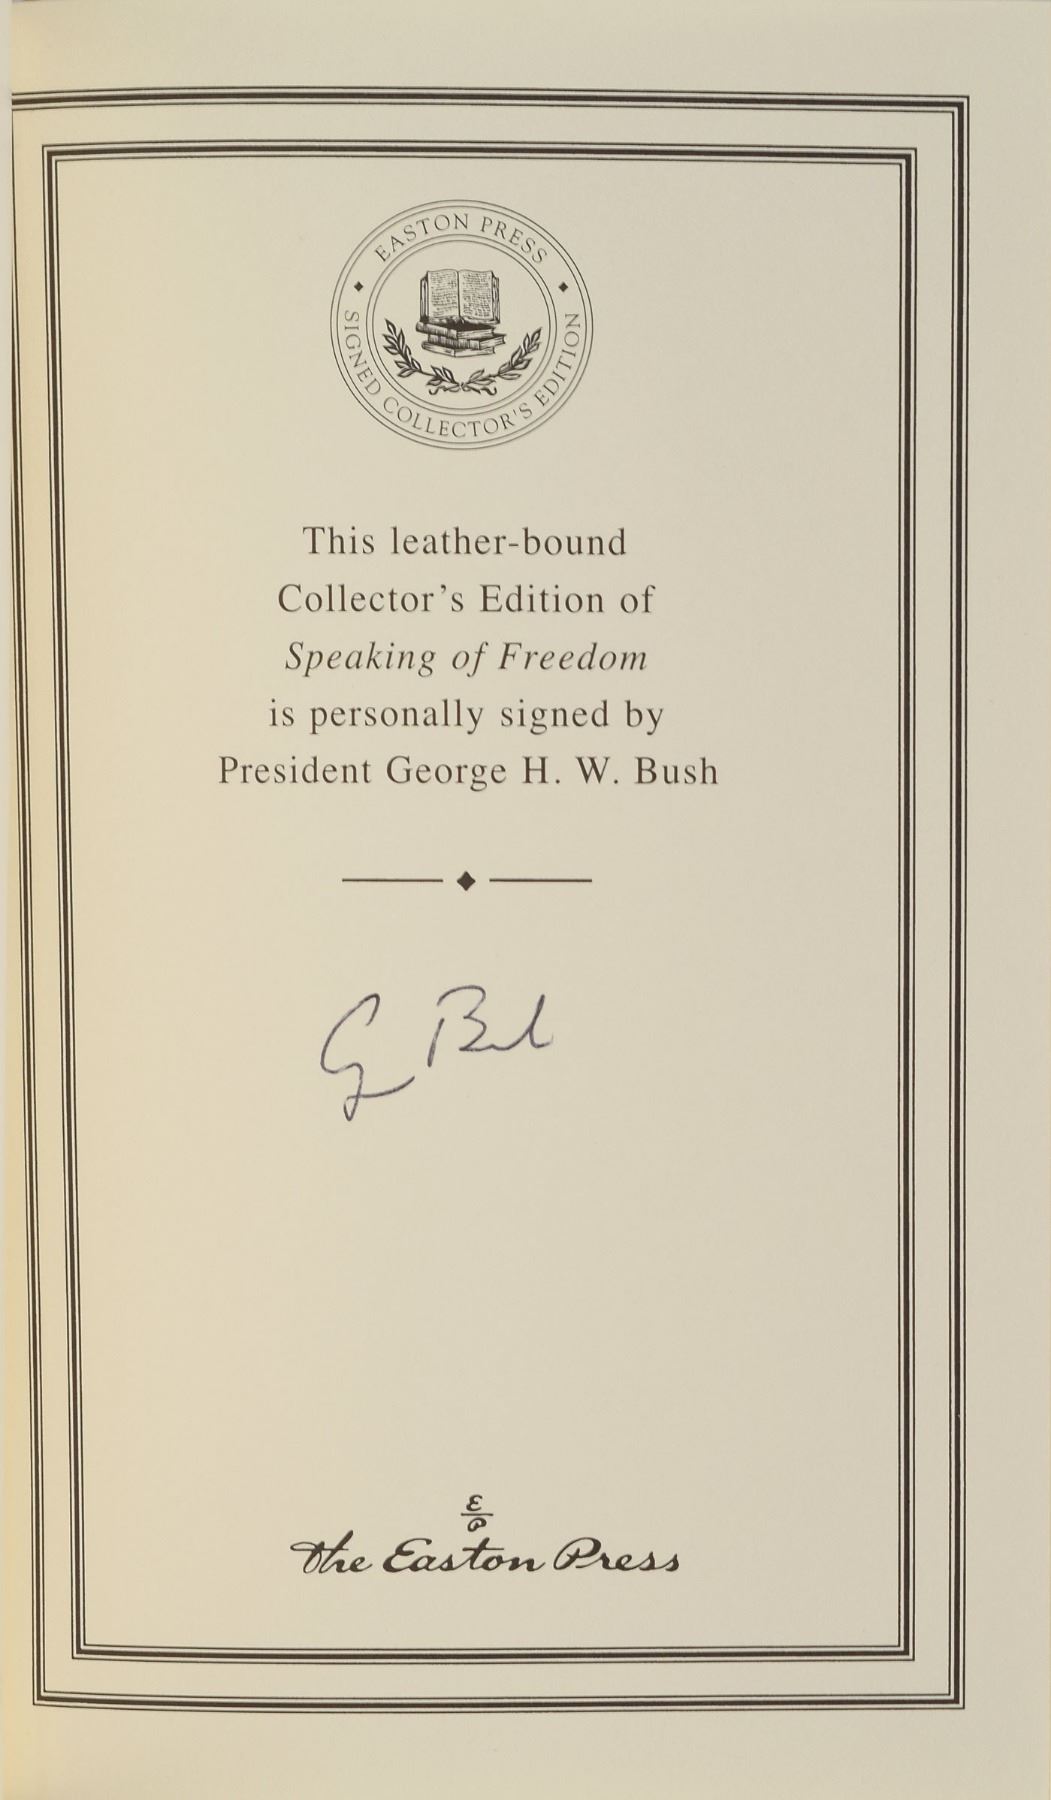 EASTON PRESS
SIGNED COLLECTOR'S EDITION
This leather-bound
Collector's Edition of
Speaking of Freedom
is personally signed by
President George H. W. Bush
G Bush
E
P
The Easton Press